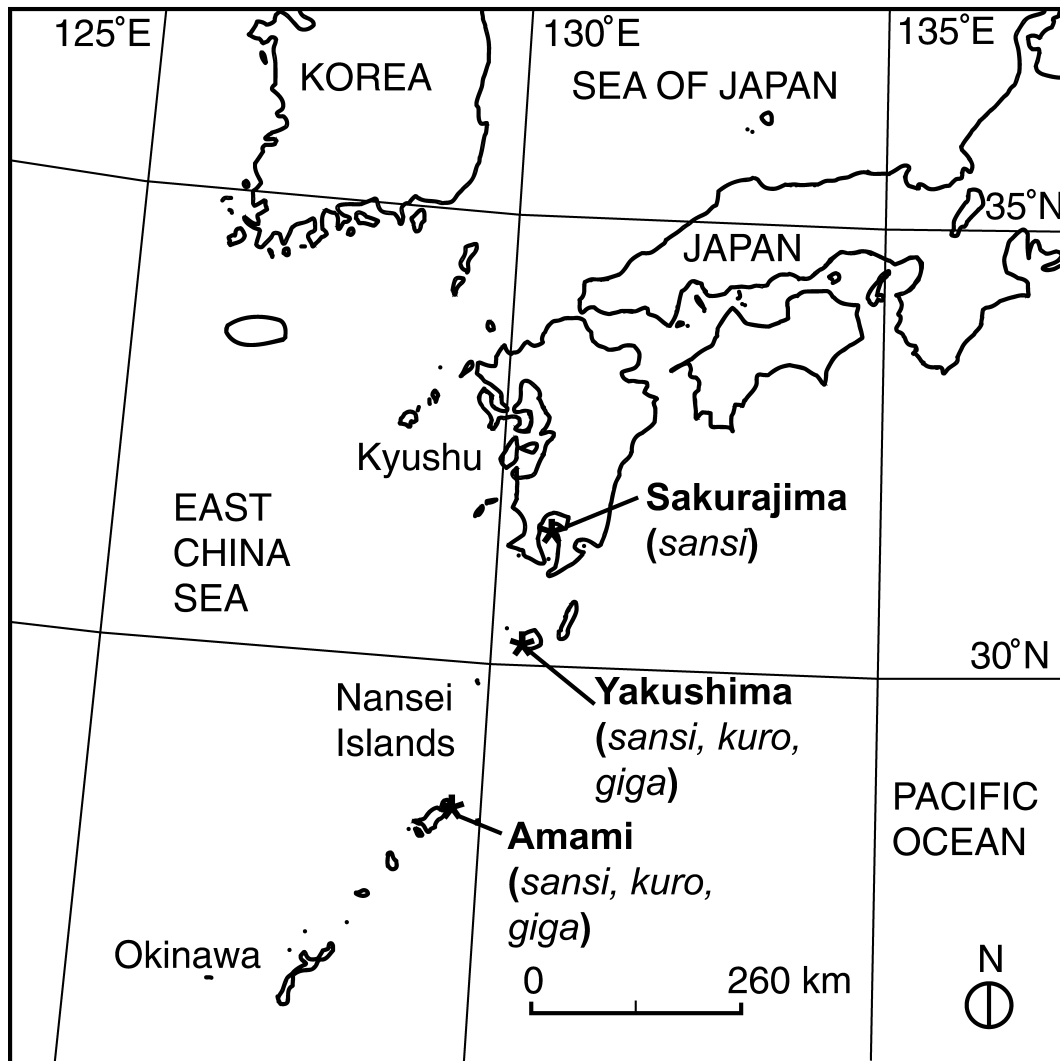 125°E
130°E
135°E
KOREA
SEA OF JAPAN
35°N
JAPAN
Kyushu
Sakurajima
(sansi)
EAST
CHINA
SEA
30°N
Nansei
Islands
Yakushima
(sansi, kuro,
giga)
PACIFIC
OCEAN
Amami
(sansi, kuro,
giga)
Okinawa
0 260 km
N